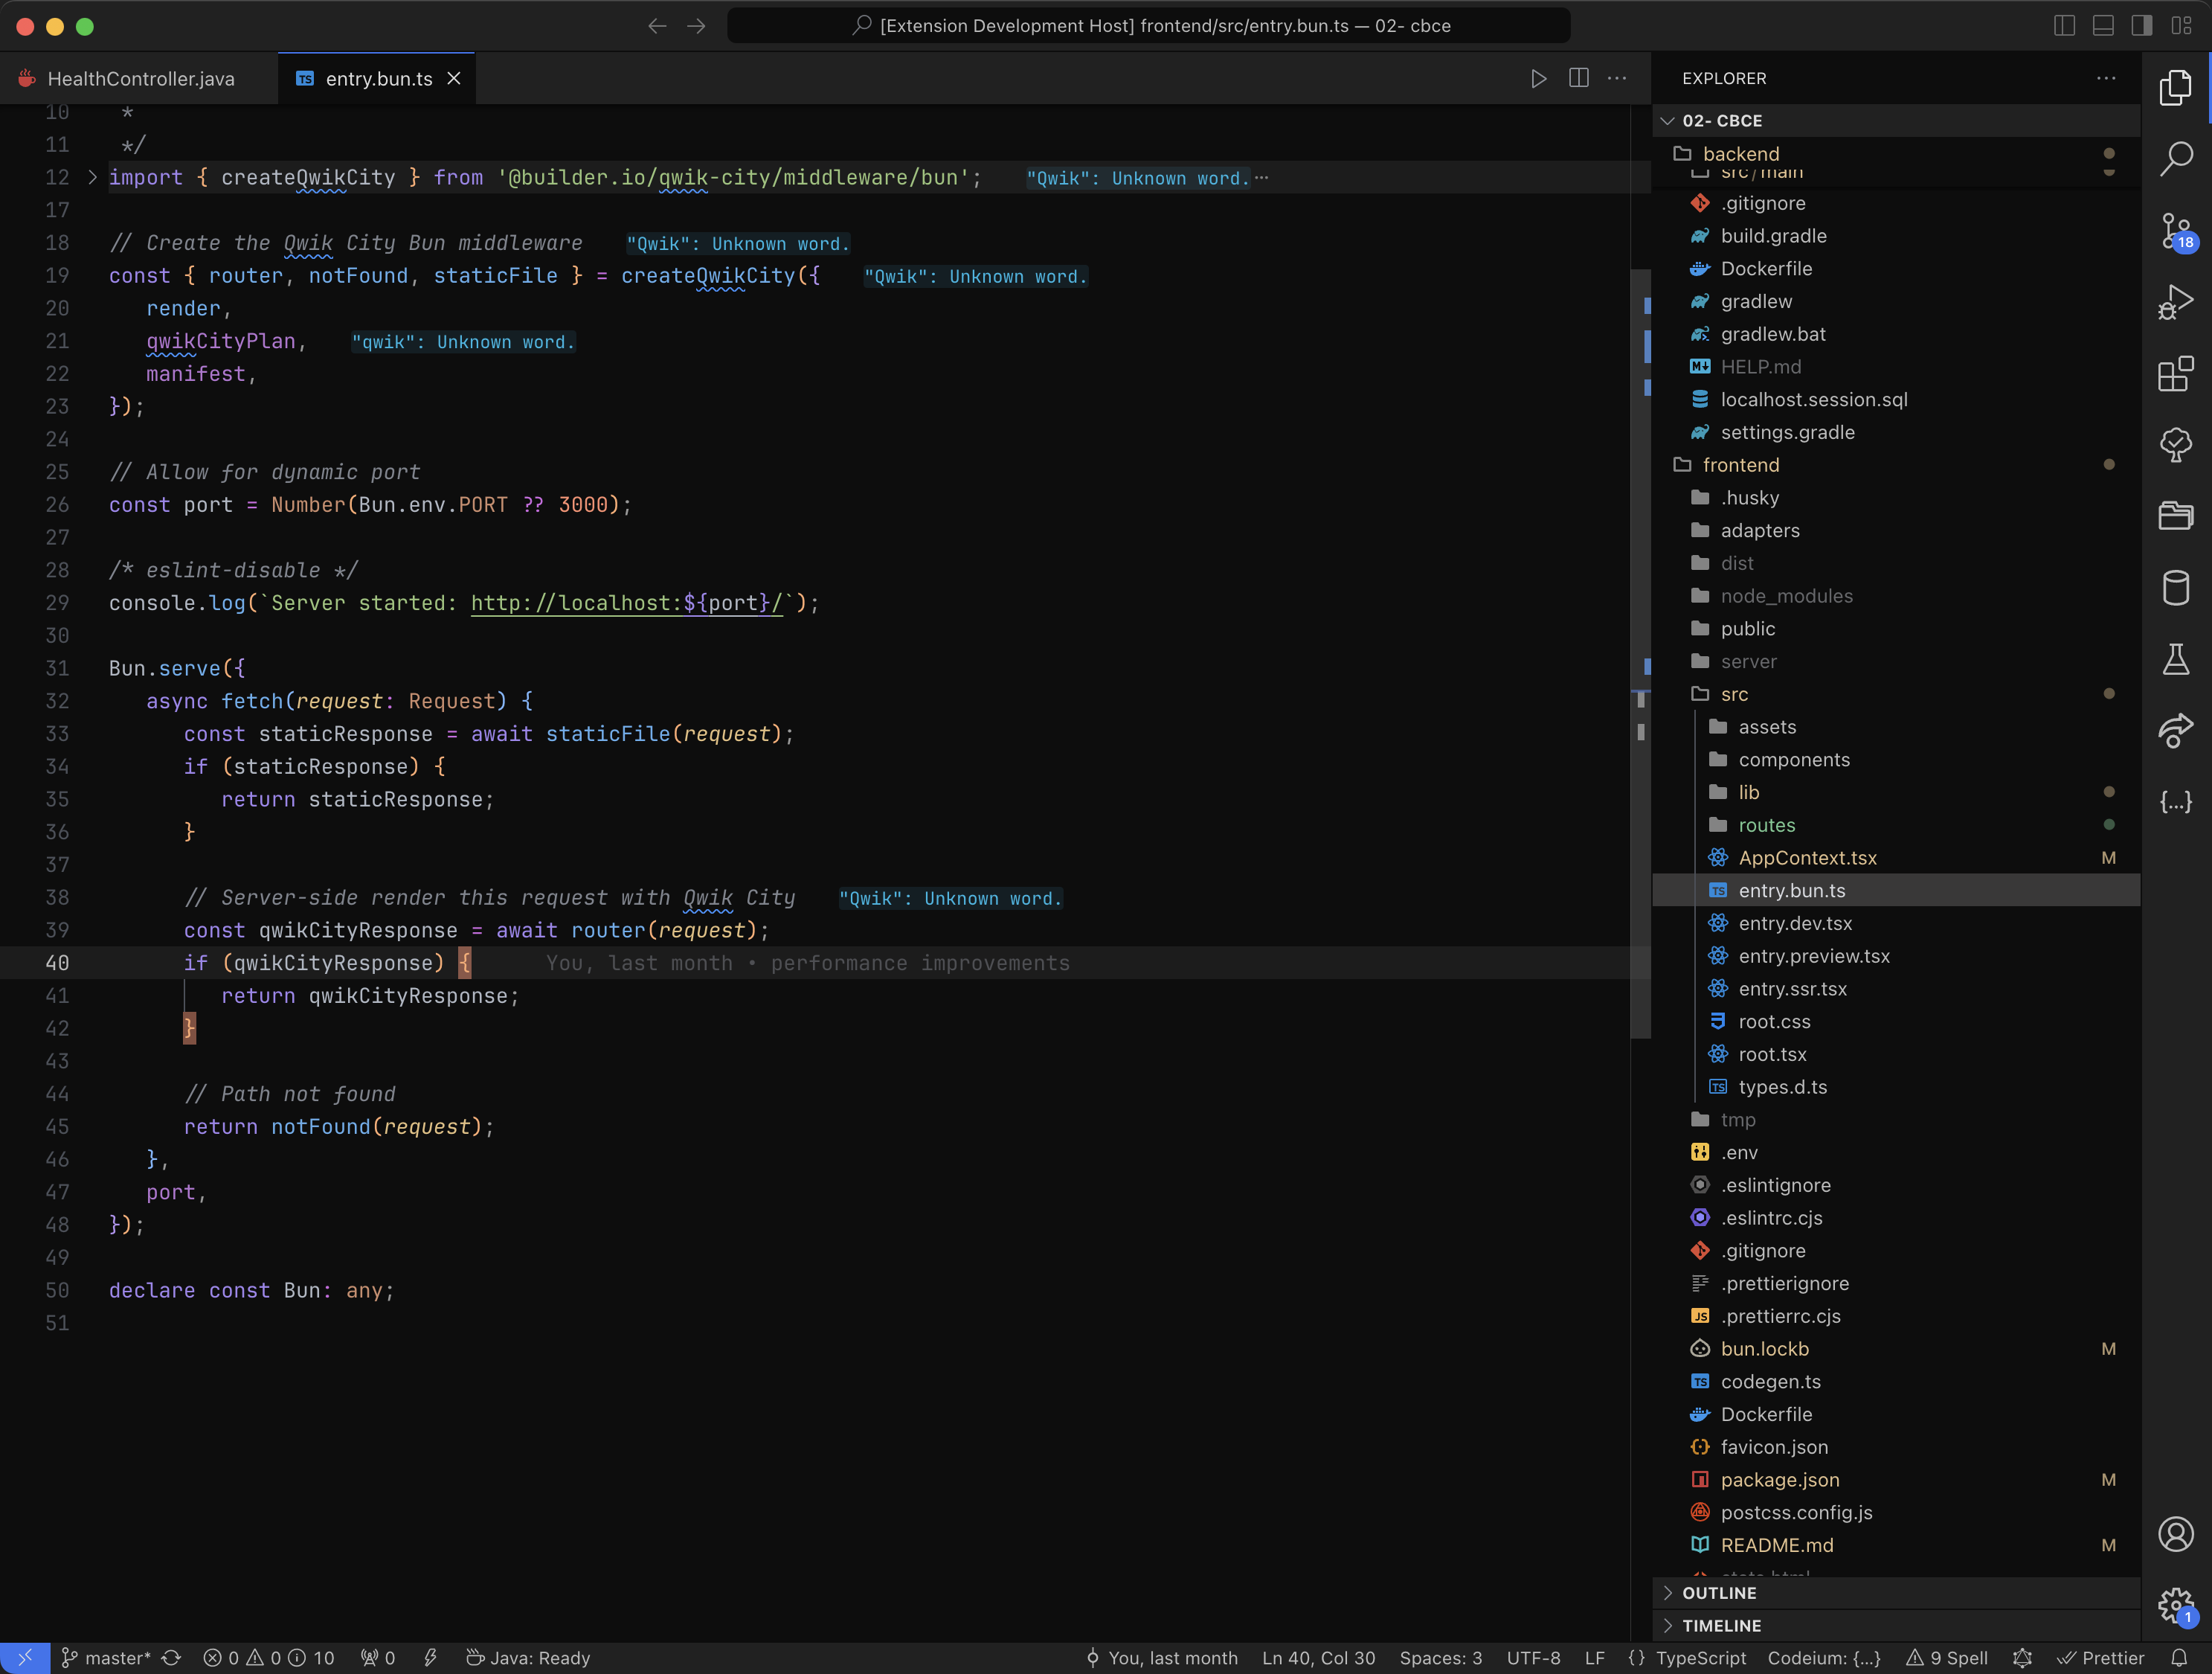 [Extension Development Host] frontend/src/entry.bun.ts — 02- cbce
HealthController.java
TS entry.bun.ts
10 *
11 */
12 import { createQwikCity } from '@builder.io/qwik-city/middleware/bun'; "Qwik": Unknown word. ⋯
17
18 // Create the Qwik City Bun middleware "Qwik": Unknown word.
19 const { router, notFound, staticFile } = createQwikCity({ "Qwik": Unknown word.
20 render,
21 qwikCityPlan, "qwik": Unknown word.
22 manifest,
23 });
24
25 // Allow for dynamic port
26 const port = Number(Bun.env.PORT ?? 3000);
27
28 /* eslint-disable */
29 console.log(`Server started: http://localhost:${port}/`);
30
31 Bun.serve({
32 async fetch(request: Request) {
33 const staticResponse = await staticFile(request);
34 if (staticResponse) {
35 return staticResponse;
36 }
37
38 // Server-side render this request with Qwik City "Qwik": Unknown word.
39 const qwikCityResponse = await router(request);
40 if (qwikCityResponse) { You, last month • performance improvements
41 return qwikCityResponse;
42 }
43
44 // Path not found
45 return notFound(request);
46 },
47 port,
48 });
49
50 declare const Bun: any;
51
EXPLORER
02- CBCE
backend
src/main
.gitignore
build.gradle
Dockerfile
gradlew
gradlew.bat
HELP.md
localhost.session.sql
settings.gradle
frontend
.husky
adapters
dist
node_modules
public
server
src
assets
components
lib
routes
AppContext.tsx M
TS entry.bun.ts
entry.dev.tsx
entry.preview.tsx
entry.ssr.tsx
root.css
root.tsx
TS types.d.ts
tmp
.env
.eslintignore
.eslintrc.cjs
.gitignore
.prettierignore
JS .prettierrc.cjs
bun.lockb M
TS codegen.ts
Dockerfile
favicon.json
package.json M
postcss.config.js
README.md M
OUTLINE
TIMELINE
18
{...}
1
master* 0 0 10 0 Java: Ready
You, last month Ln 40, Col 30 Spaces: 3 UTF-8 LF {} TypeScript Codeium: {...} 9 Spell Prettier